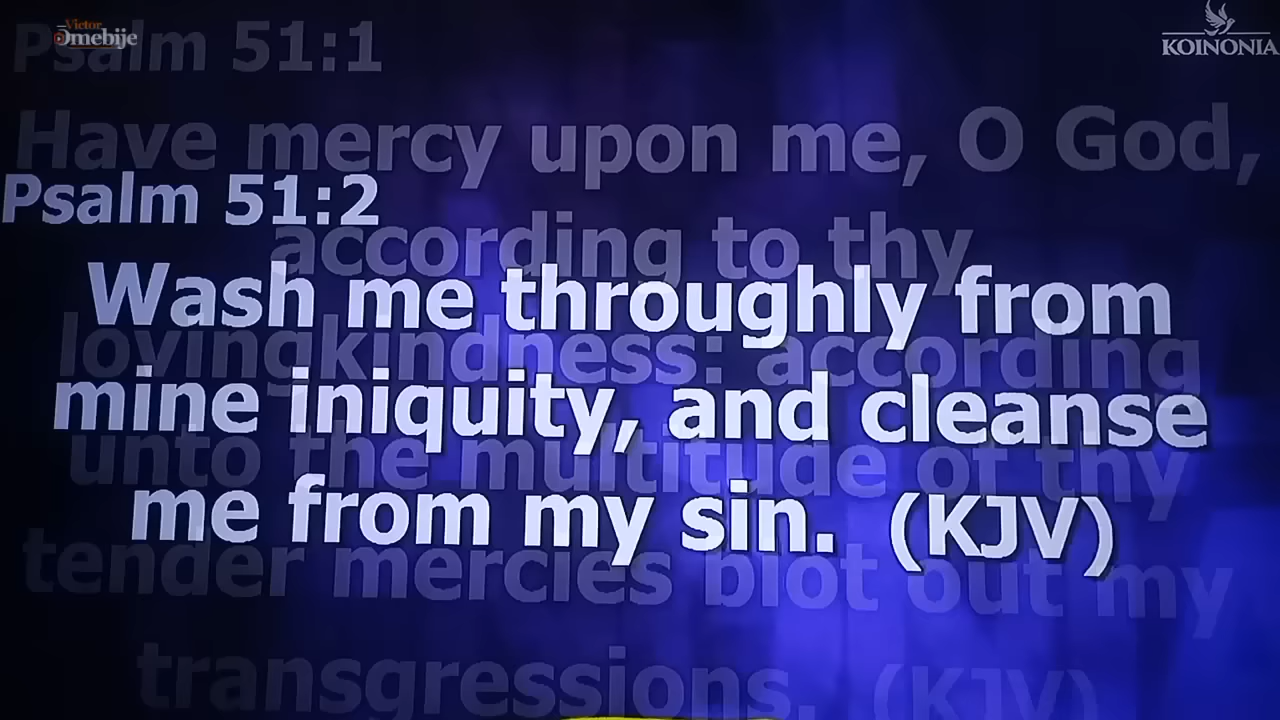 Victor
Omebije
KOINONIA
Psalm 51:1
Have mercy upon me, O God,
according to thy
lovingkindness: according
unto the multitude of thy
tender mercies blot out my
transgressions. (KJV)
Psalm 51:2
Wash me throughly from
mine iniquity, and cleanse
me from my sin. (KJV)